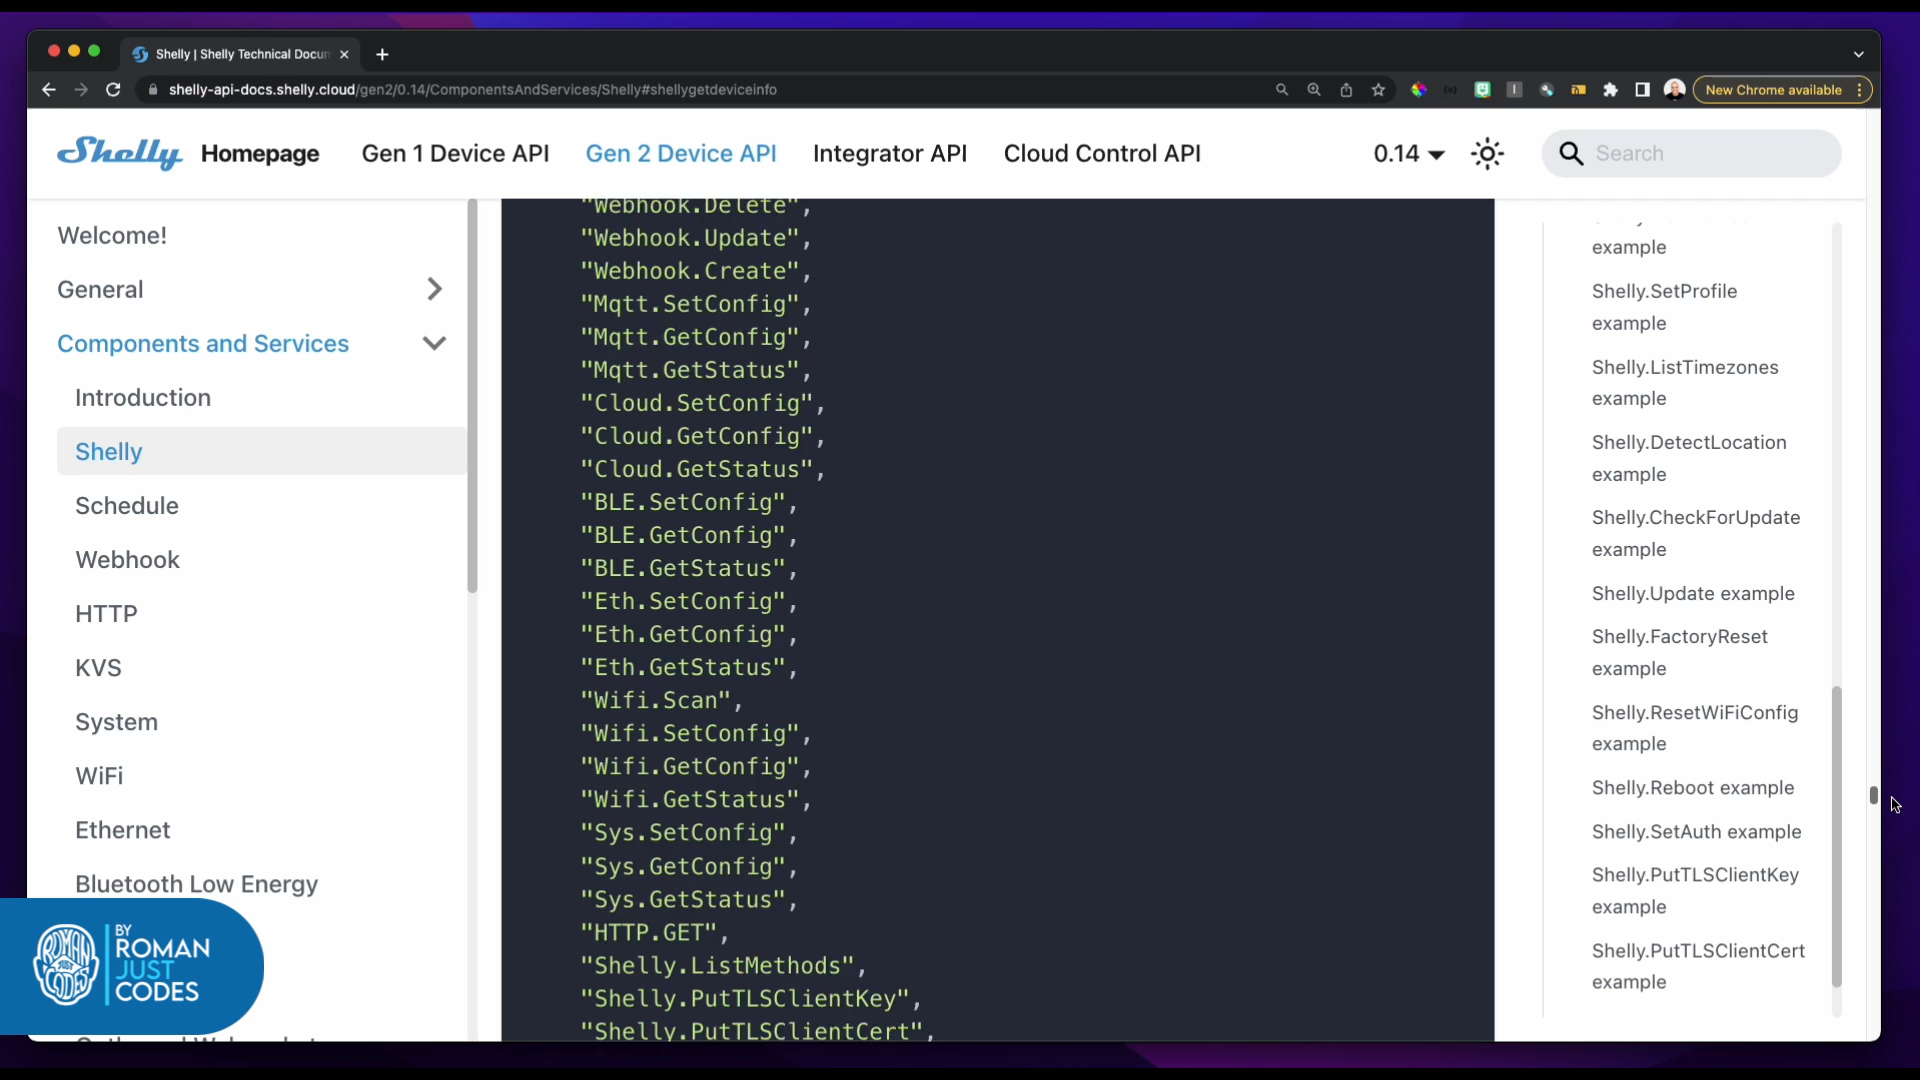 Shelly | Shelly Technical Docum
shelly-api-docs.shelly.cloud/gen2/0.14/ComponentsAndServices/Shelly#shellygetdeviceinfo
New Chrome available
Shelly
Homepage
Gen 1 Device API
Gen 2 Device API
Integrator API
Cloud Control API
0.14
Search
Welcome!
General
Components and Services
Introduction
Shelly
Schedule
Webhook
HTTP
KVS
System
WiFi
Ethernet
Bluetooth Low Energy
"Webhook.Delete",
"Webhook.Update",
"Webhook.Create",
"Mqtt.SetConfig",
"Mqtt.GetConfig",
"Mqtt.GetStatus",
"Cloud.SetConfig",
"Cloud.GetConfig",
"Cloud.GetStatus",
"BLE.SetConfig",
"BLE.GetConfig",
"BLE.GetStatus",
"Eth.SetConfig",
"Eth.GetConfig",
"Eth.GetStatus",
"Wifi.Scan",
"Wifi.SetConfig",
"Wifi.GetConfig",
"Wifi.GetStatus",
"Sys.SetConfig",
"Sys.GetConfig",
"Sys.GetStatus",
"HTTP.GET",
"Shelly.ListMethods",
"Shelly.PutTLSClientKey",
"Shelly.PutTLSClientCert",
example
Shelly.SetProfile
example
Shelly.ListTimezones
example
Shelly.DetectLocation
example
Shelly.CheckForUpdate
example
Shelly.Update example
Shelly.FactoryReset
example
Shelly.ResetWiFiConfig
example
Shelly.Reboot example
Shelly.SetAuth example
Shelly.PutTLSClientKey
example
Shelly.PutTLSClientCert
example
ROMAN
JUST
CODES
BY
ROMAN
JUST
CODES